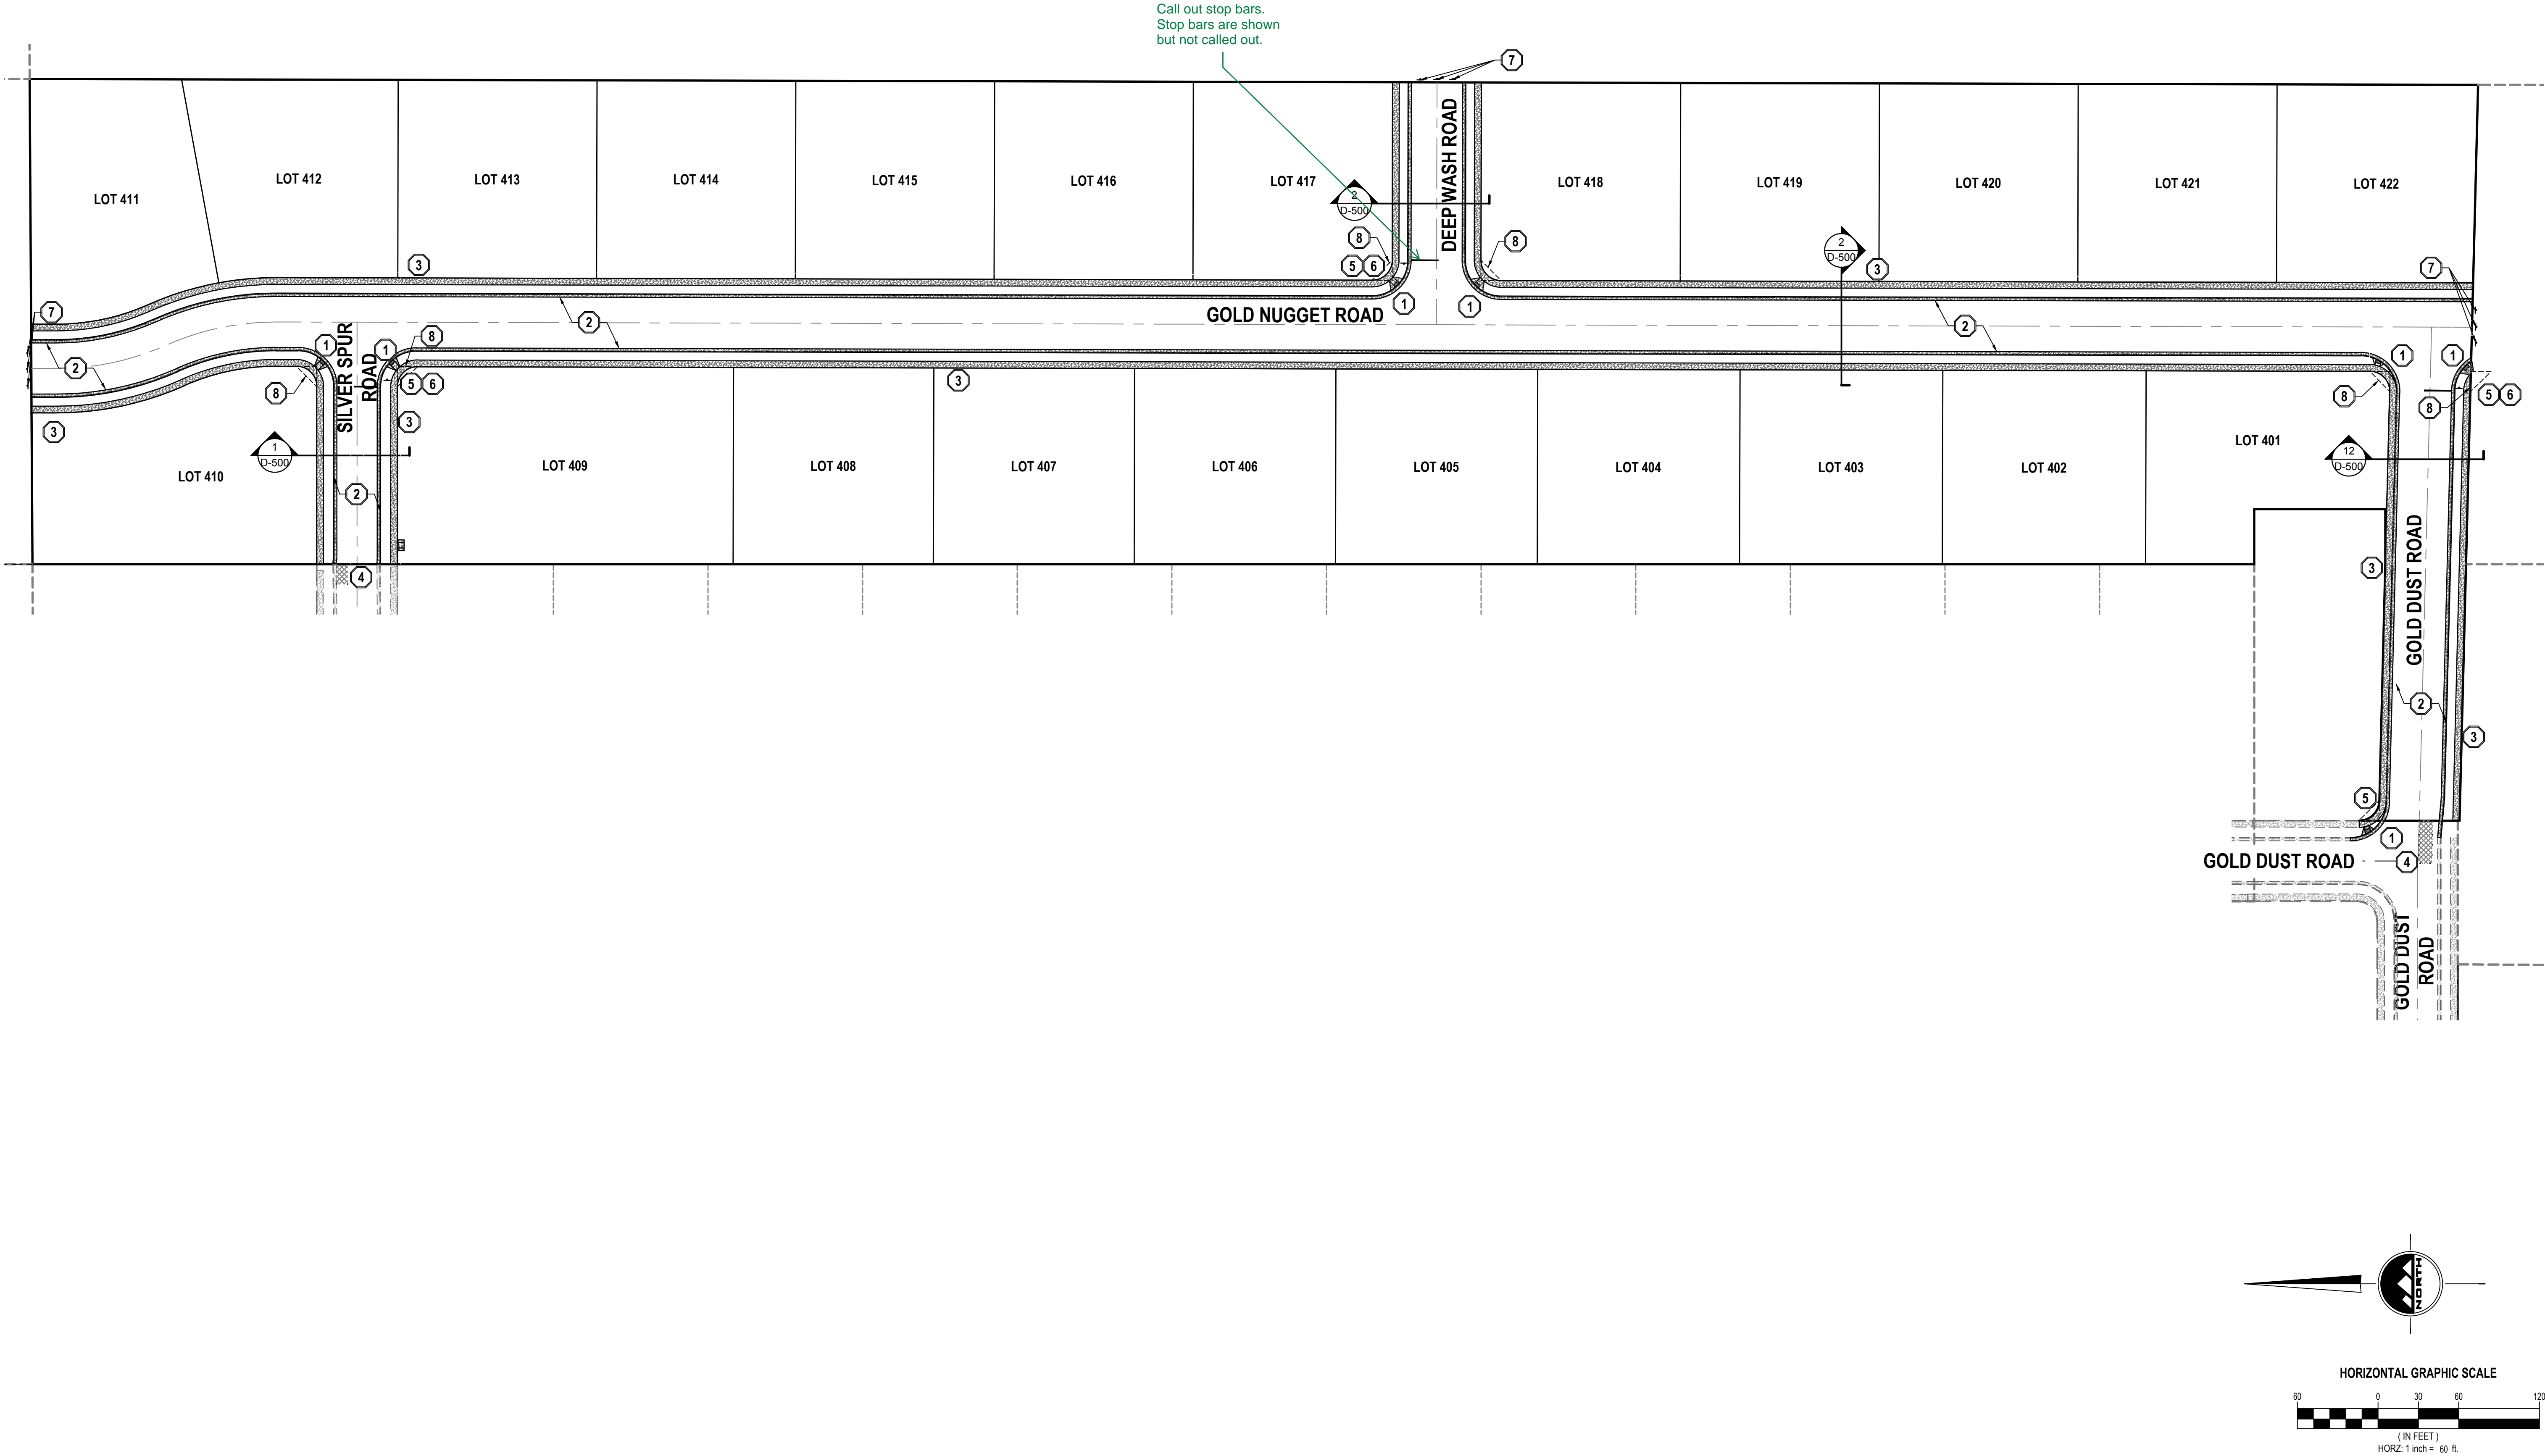 Call out stop bars.
Stop bars are shown
but not called out.
7
LOT 411
LOT 412
LOT 413
LOT 414
LOT 415
LOT 416
LOT 417
DEEP WASH ROAD
LOT 418
LOT 419
LOT 420
LOT 421
LOT 422
2
D-500
2
D-500
8
8
5 6
3
3
7
7
1
1
2
GOLD NUGGET ROAD
2
2
1
SILVER SPUR
ROAD
1
8
8
5 6
3
3
3
1
1
8
8
5 6
1
D-500
12
D-500
LOT 410
LOT 409
LOT 408
LOT 407
LOT 406
LOT 405
LOT 404
LOT 403
LOT 402
LOT 401
2
4
3
GOLD DUST ROAD
2
3
5
1
GOLD DUST ROAD
4
GOLD DUST
ROAD
NORTH
HORIZONTAL GRAPHIC SCALE
60 0 30 60 120
( IN FEET )
HORZ: 1 inch = 60 ft.